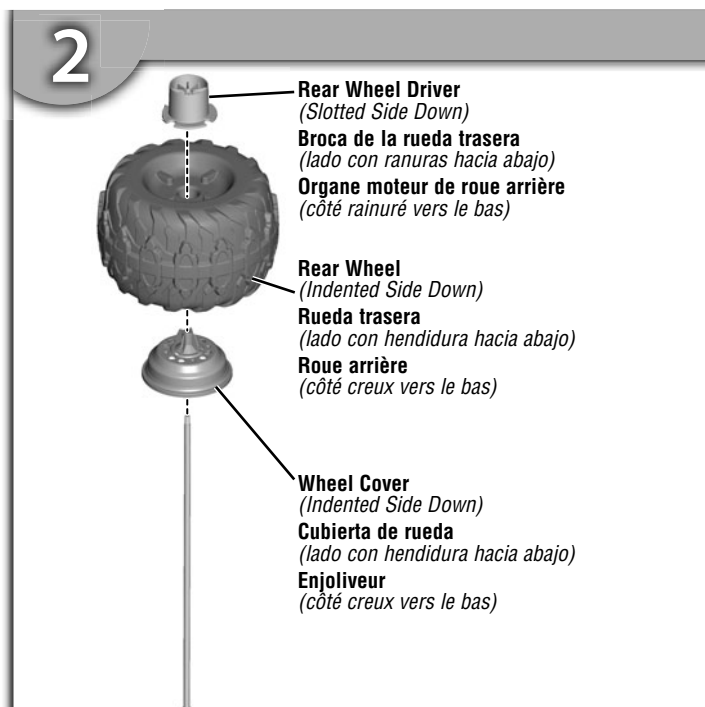 2
Rear Wheel Driver
(Slotted Side Down)
Broca de la rueda trasera
(lado con ranuras hacia abajo)
Organe moteur de roue arrière
(côté rainuré vers le bas)
Rear Wheel
(Indented Side Down)
Rueda trasera
(lado con hendidura hacia abajo)
Roue arrière
(côté creux vers le bas)
Wheel Cover
(Indented Side Down)
Cubierta de rueda
(lado con hendidura hacia abajo)
Enjoliveur
(côté creux vers le bas)